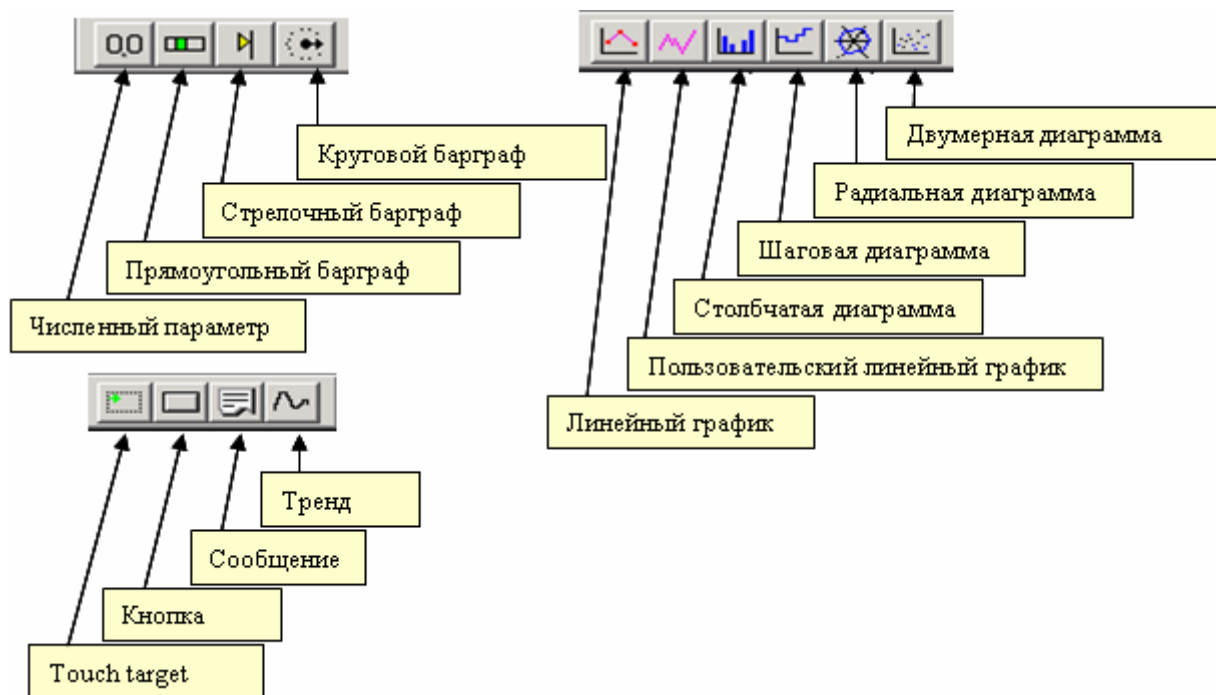 0,0
Круговой барграф
Стрелочный барграф
Прямоугольный барграф
Численный параметр
Двумерная диаграмма
Радиальная диаграмма
Шаговая диаграмма
Столбчатая диаграмма
Пользовательский линейный график
Линейный график
Тренд
Сообщение
Кнопка
Touch target